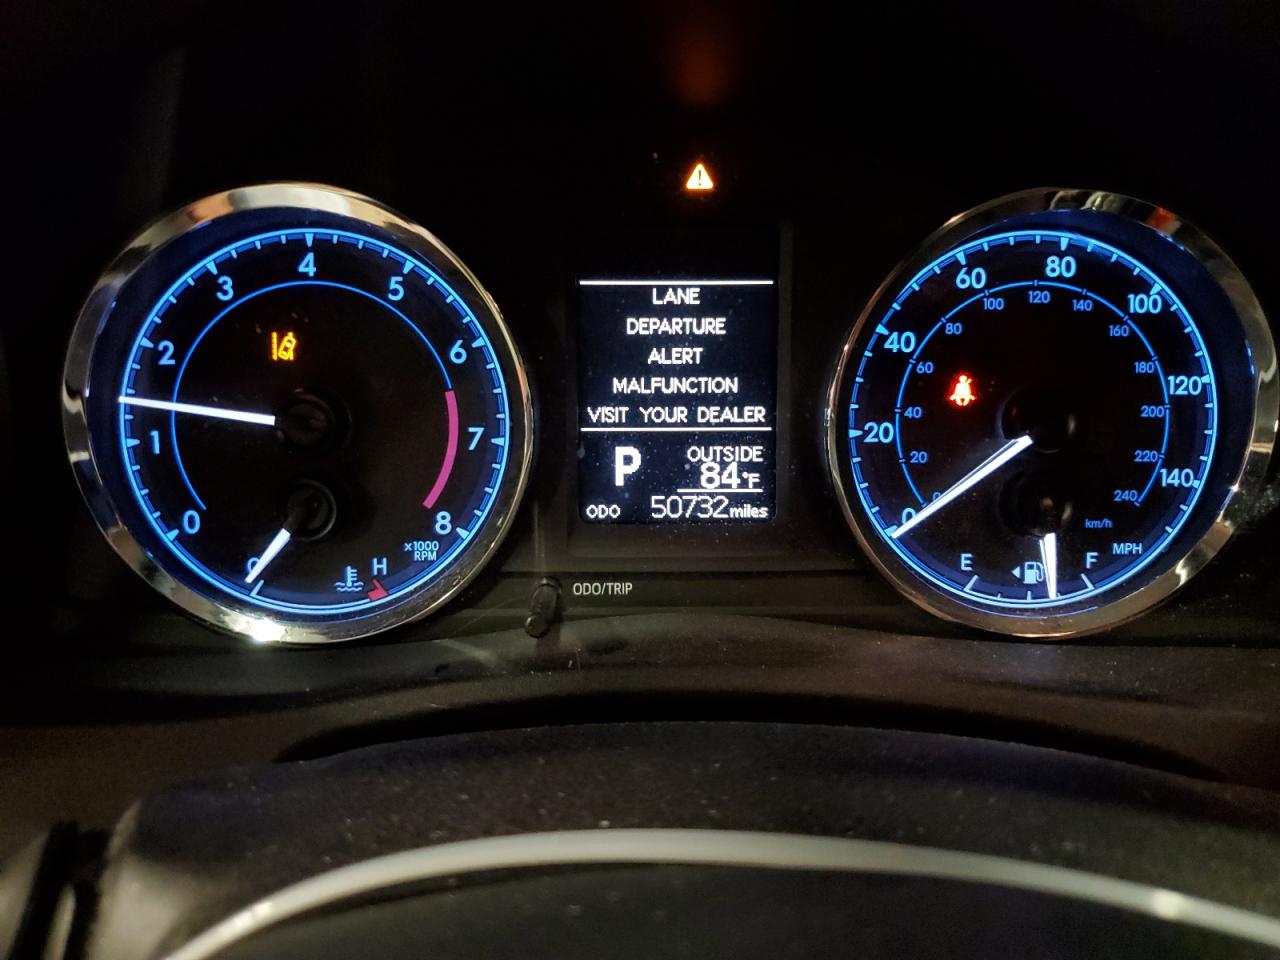 0
1
2
3
4
5
6
7
8
x1000
RPM
C
H
LANE
DEPARTURE
ALERT
MALFUNCTION
VISIT YOUR DEALER
P
OUTSIDE
84°F
ODO 50732 miles
ODO/TRIP
0
20
40
60
80
100
120
140
MPH
0
20
40
60
80
100
120
140
160
180
200
220
240
km/h
E
F